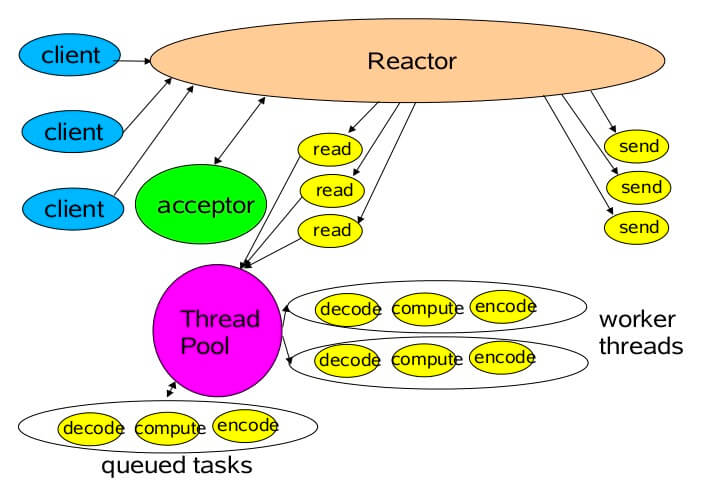 client
Reactor
client
client
acceptor
read
read
read
send
send
send
Thread
Pool
decode compute encode
decode compute encode
worker
threads
decode compute encode
queued tasks